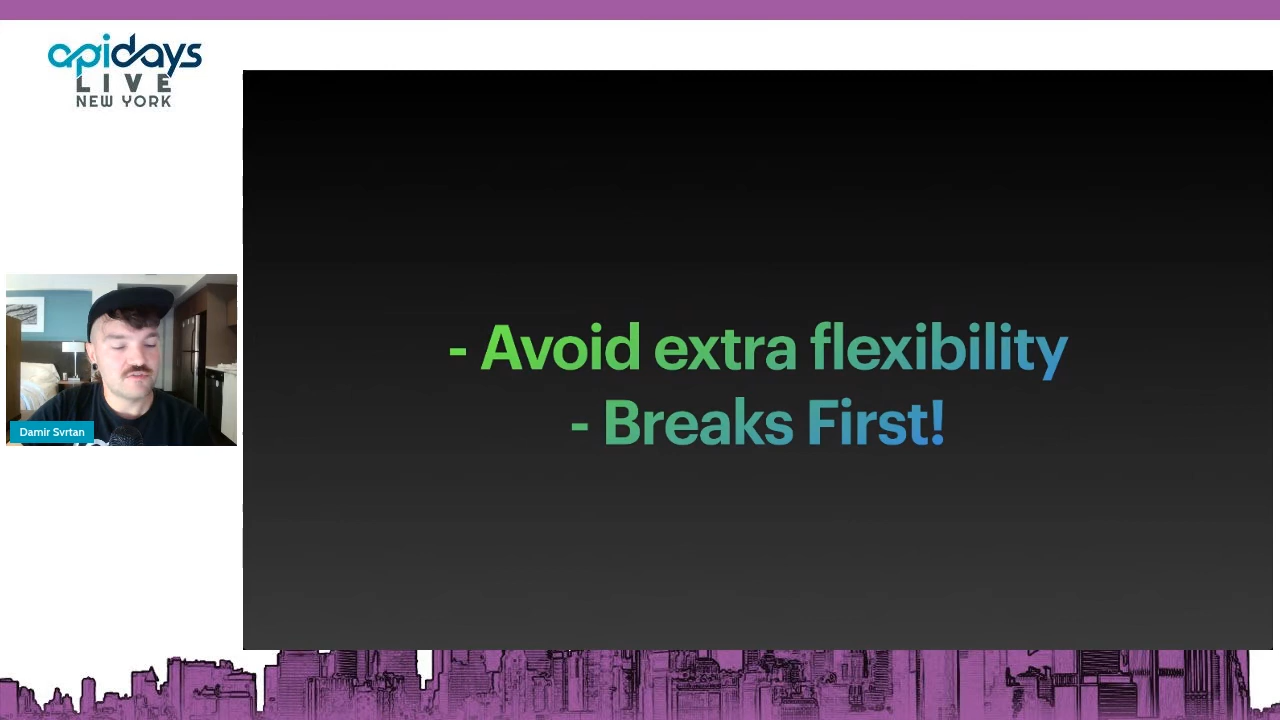 apidays
LIVE
NEW YORK
- Avoid extra flexibility
- Breaks First!
Damir Svrtan